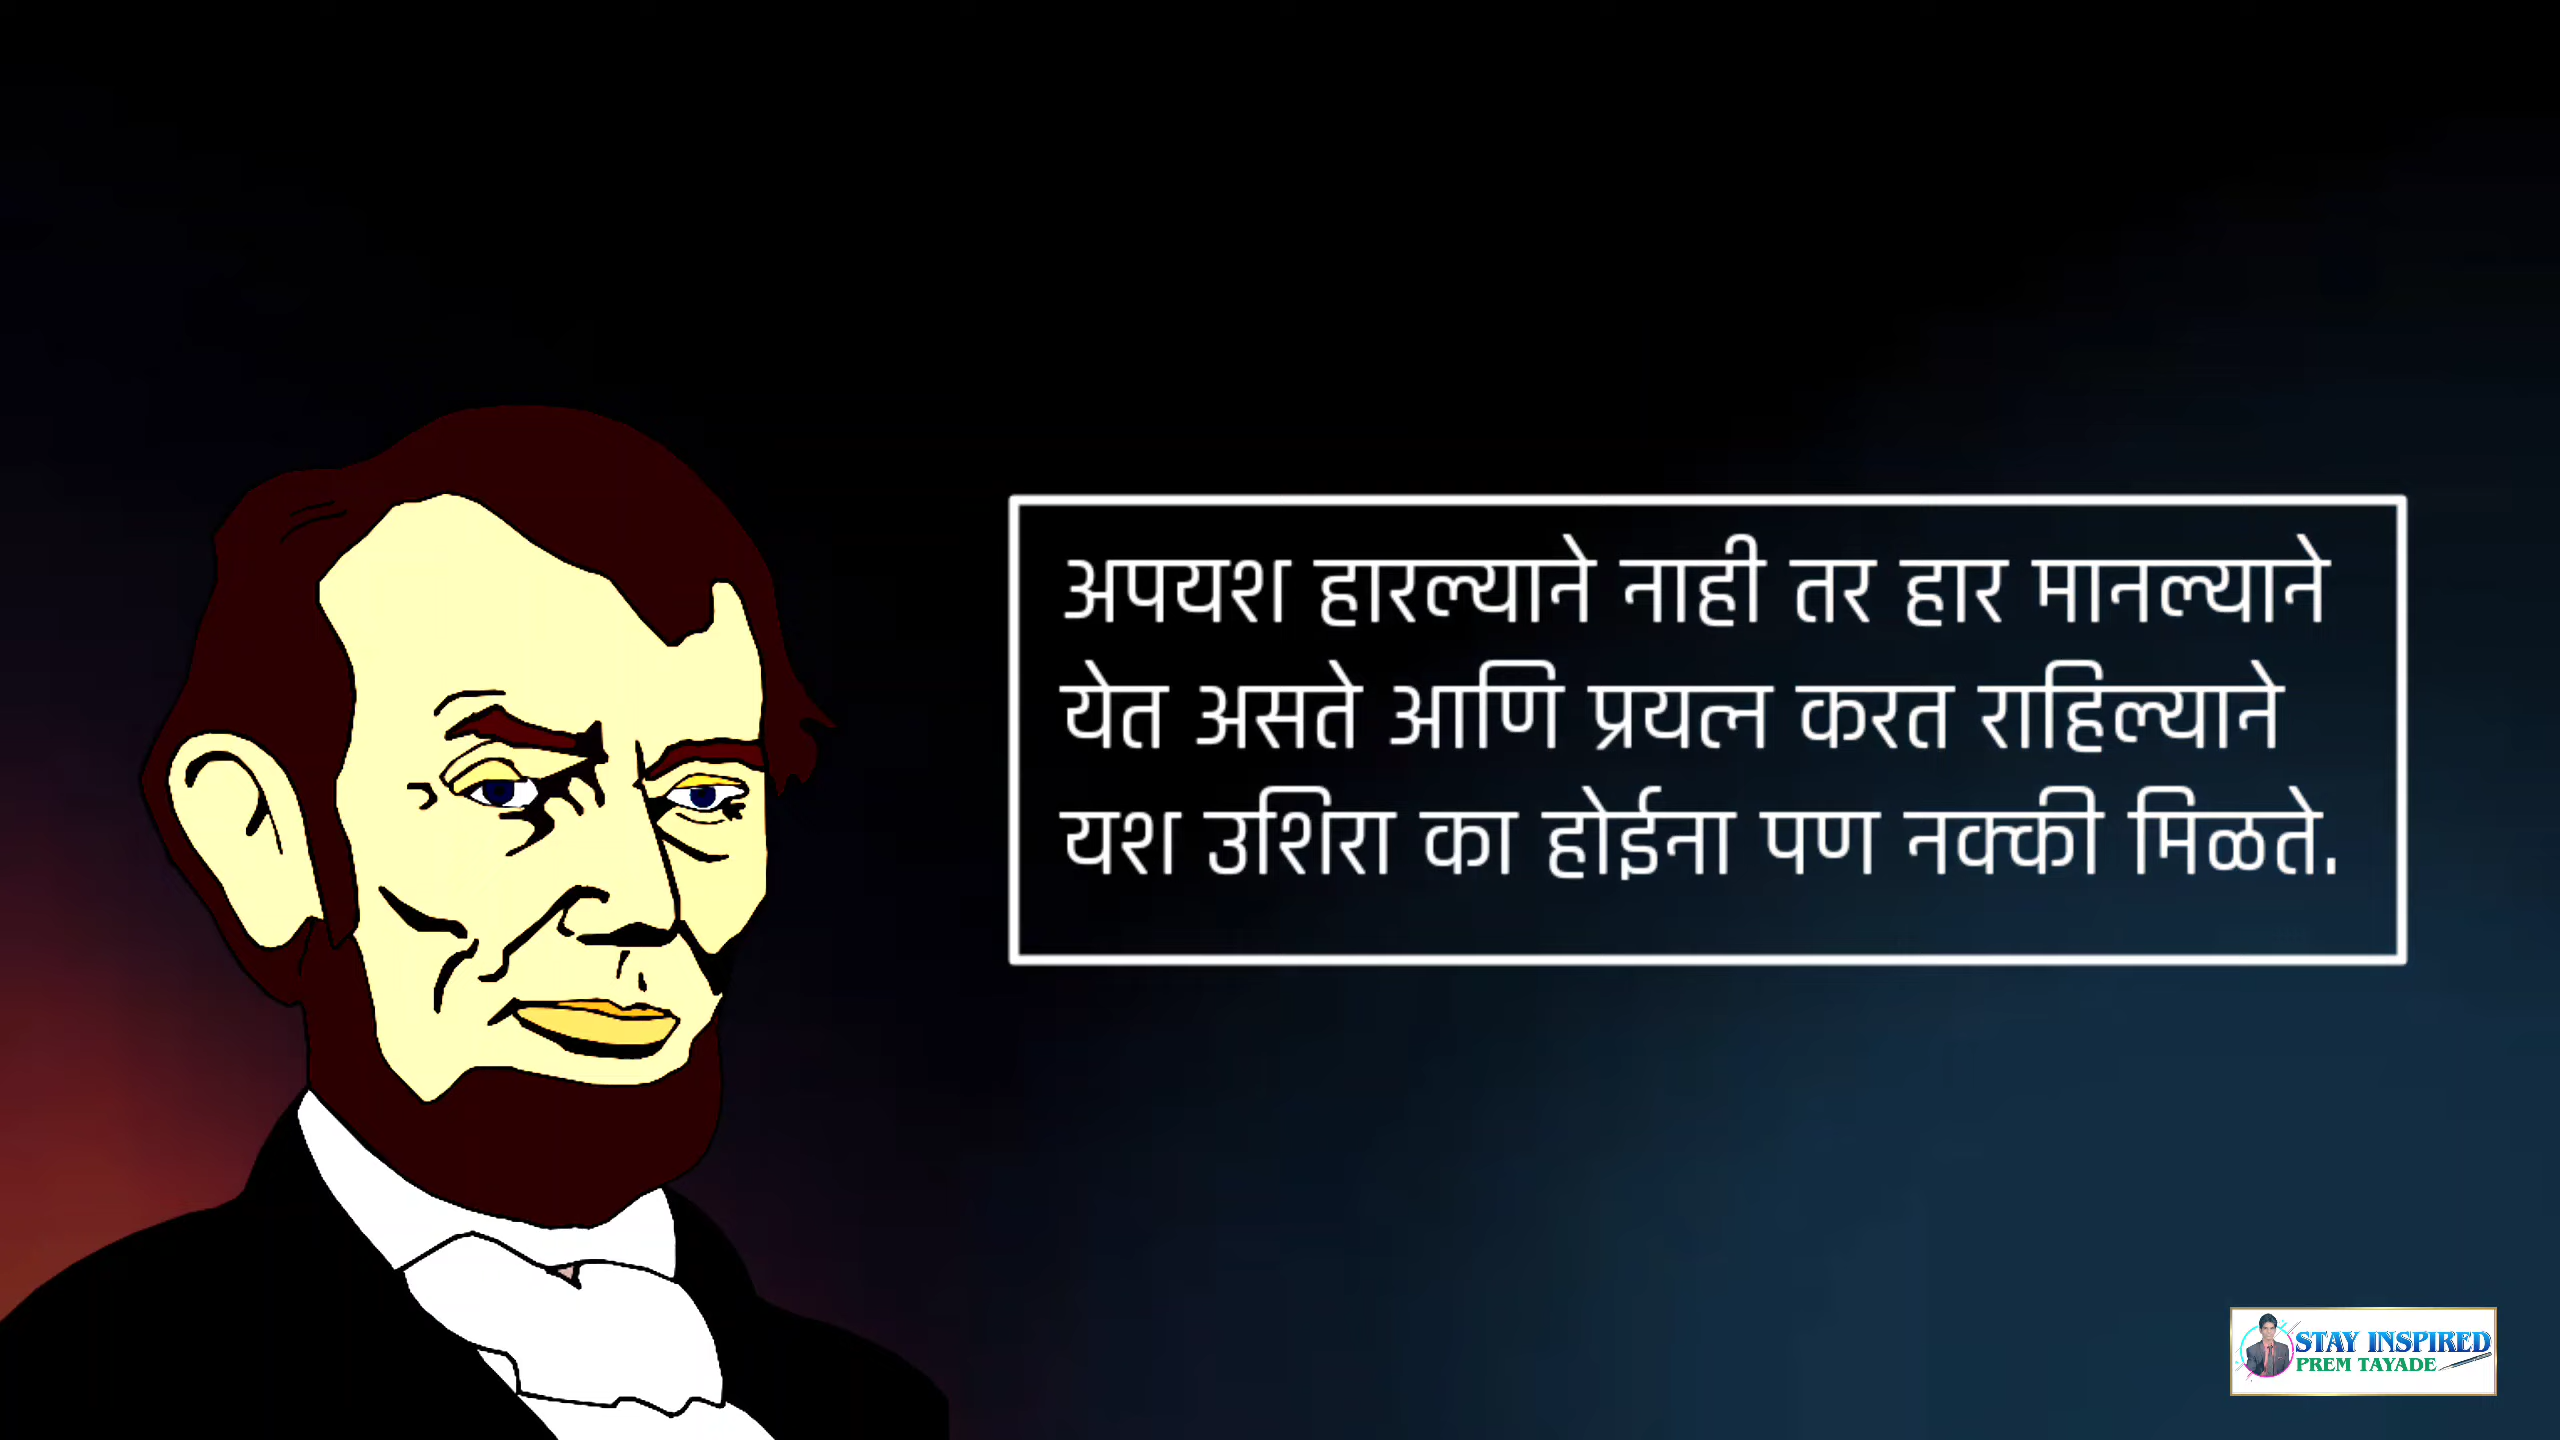 अपयश हारल्याने नाही तर हार मानल्याने
येत असते आणि प्रयत्न करत राहिल्याने
यश उशिरा का होईना पण नक्की मिळते.
STAY INSPIRED
PREM TAYADE